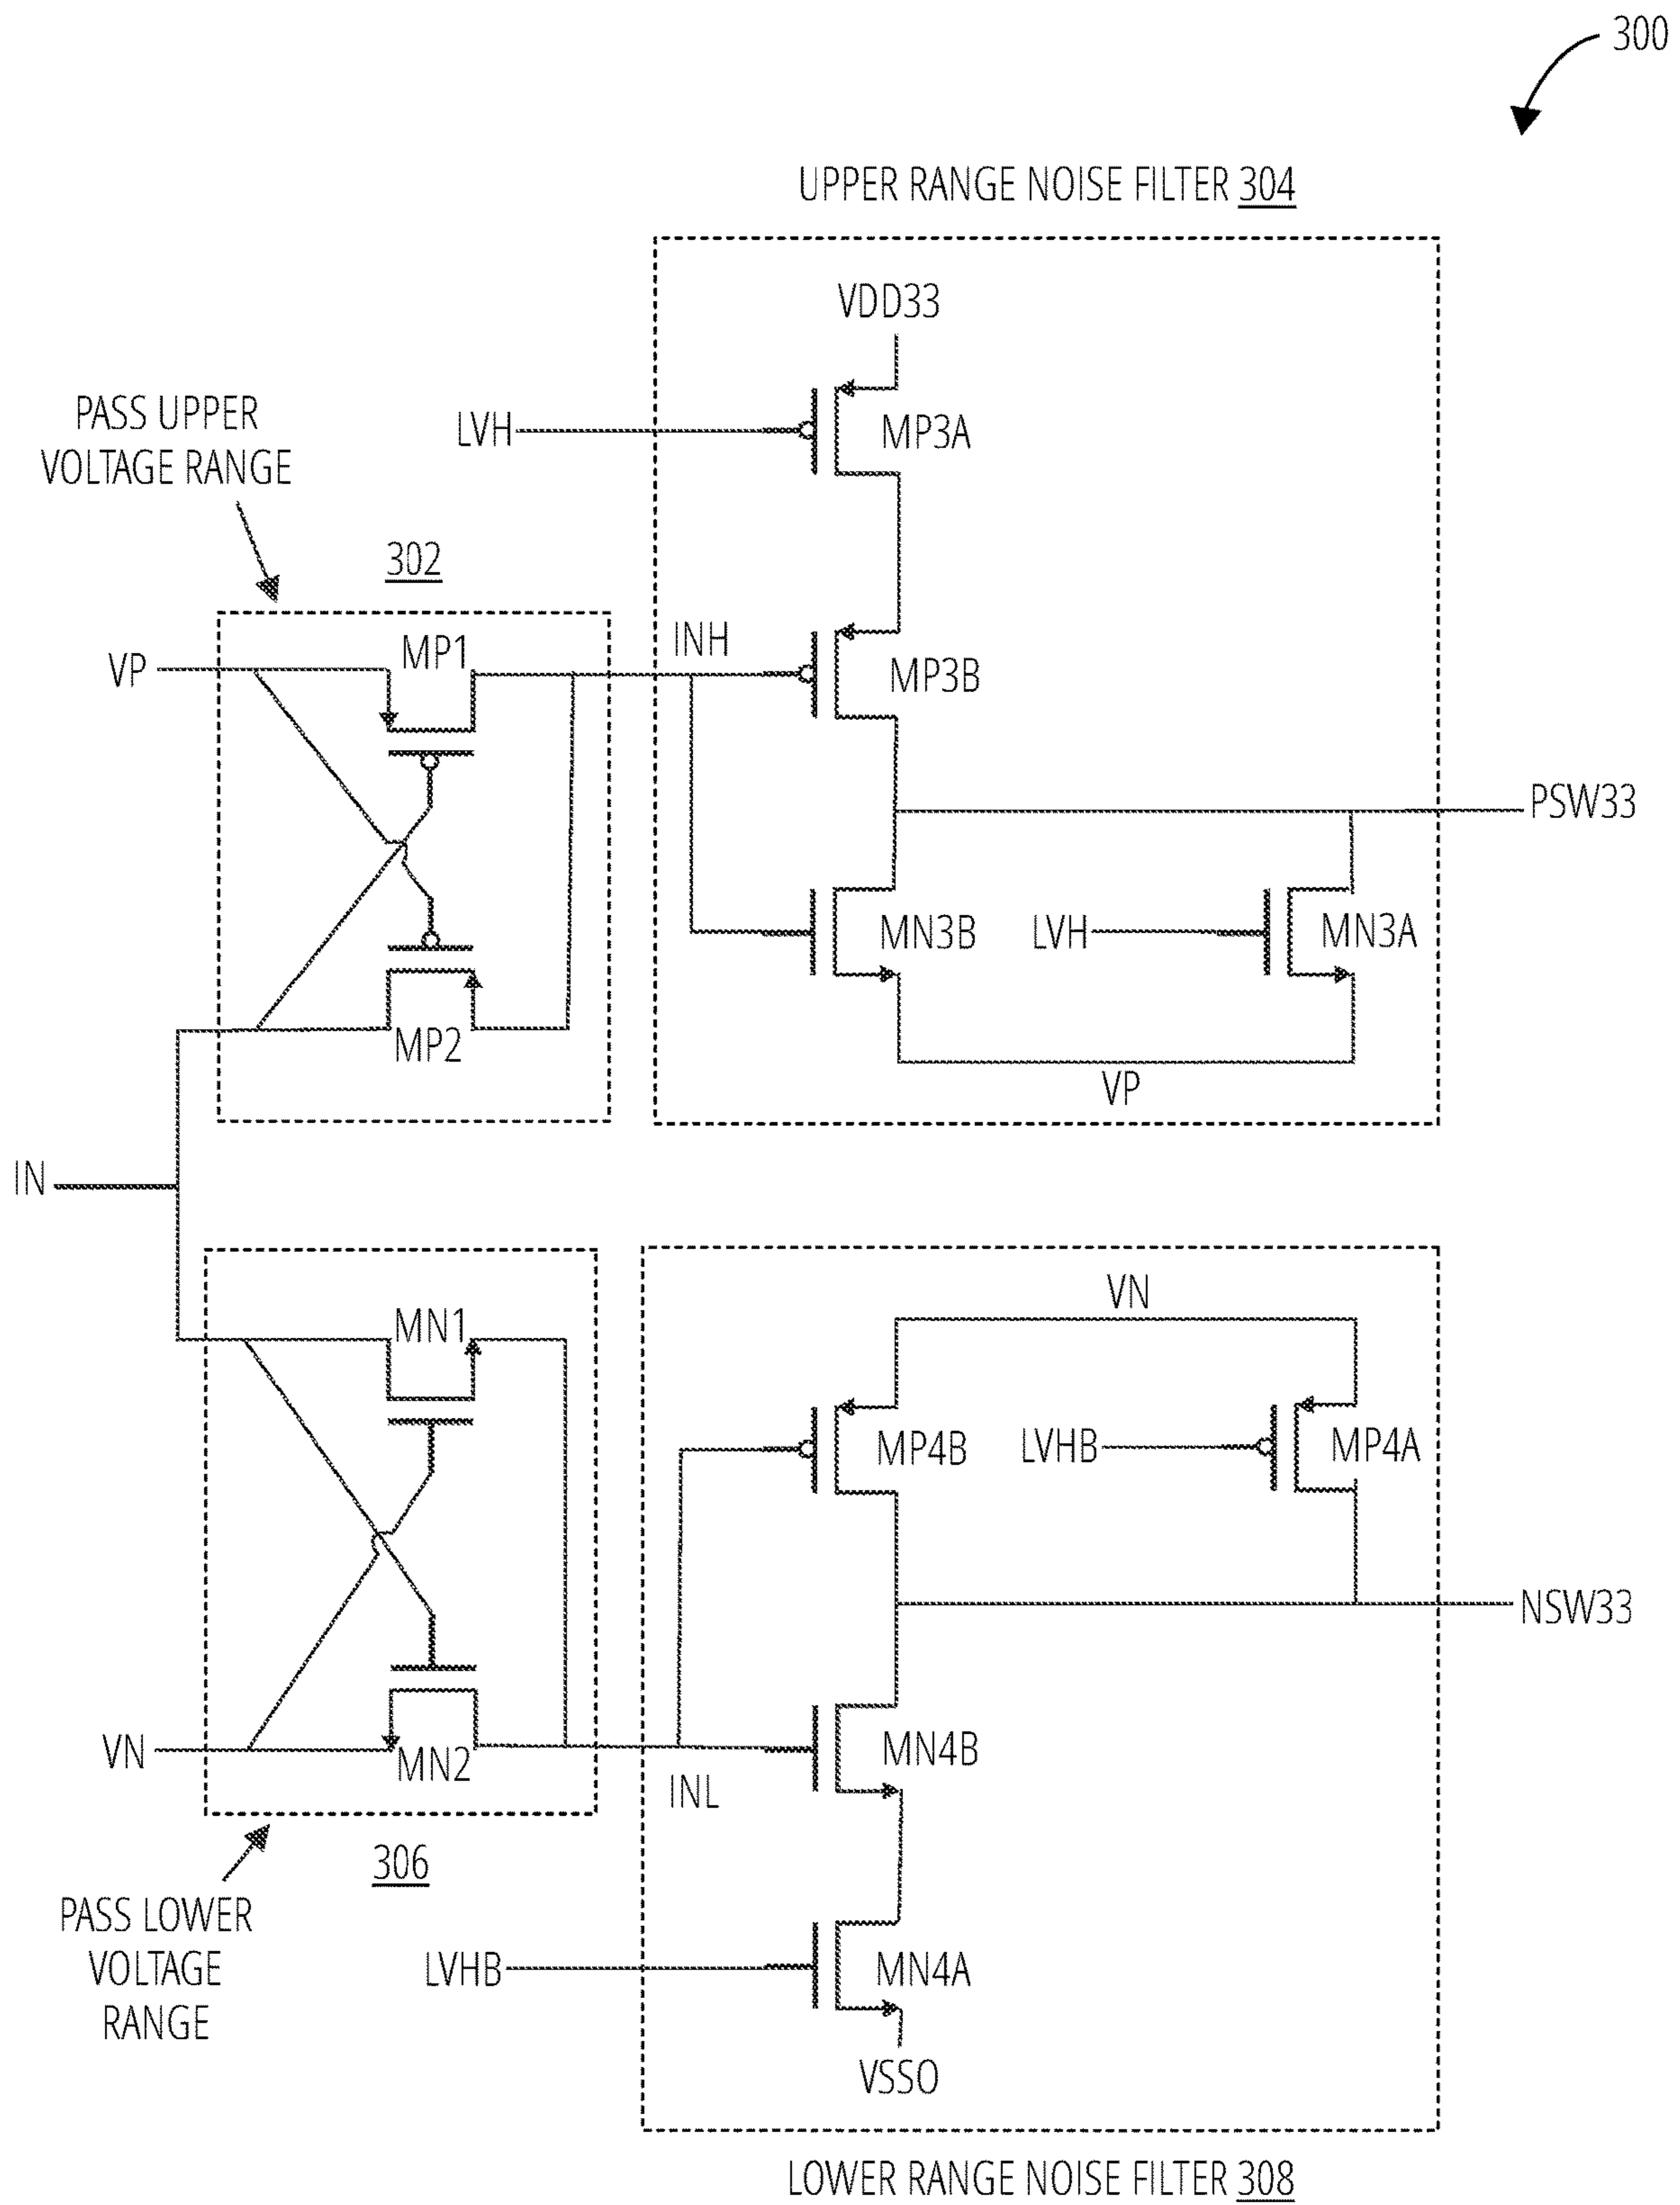 300
UPPER RANGE NOISE FILTER 304
VDD33
PASS UPPER
VOLTAGE RANGE
LVH
MP3A
302
INH
VP
MP1
MP3B
PSW33
MN3B
LVH
MN3A
MP2
VP
IN
VN
MN1
MP4B
LVHB
MP4A
NSW33
VN
MN2
MN4B
INL
306
PASS LOWER
VOLTAGE
RANGE
LVHB
MN4A
VSSO
LOWER RANGE NOISE FILTER 308